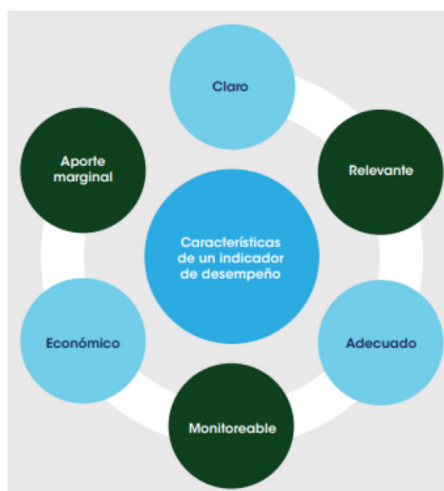 Claro
Relevante
Adecuado
Monitoreable
Económico
Aporte
marginal
Características
de un indicador
de desempeño